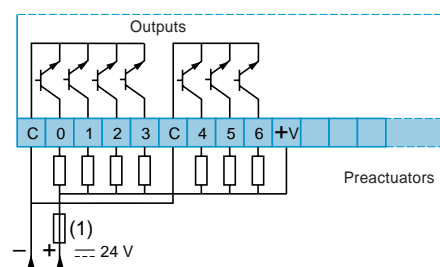 Outputs
C 0 1 2 3 C 4 5 6 +V
Preactuators
(1)
– + 24 V